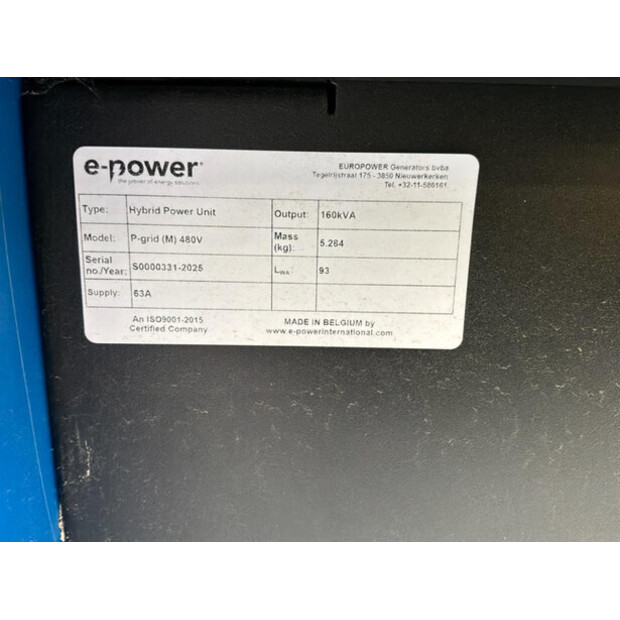 e-power
the power of energy solutions
EUROPOWER Generators bvba
Tegelrijstraat 175 - 3850 Nieuwerkerken
Tel. +32-11-586161
Type: Hybrid Power Unit Output: 160kVA
Model: P-grid (M) 480V Mass (kg): 5.264
Serial no./Year: S0000331-2025 LWA 93
Supply: 63A
An ISO9001-2015
Certified Company
MADE IN BELGIUM by
www.e-powerinternational.com